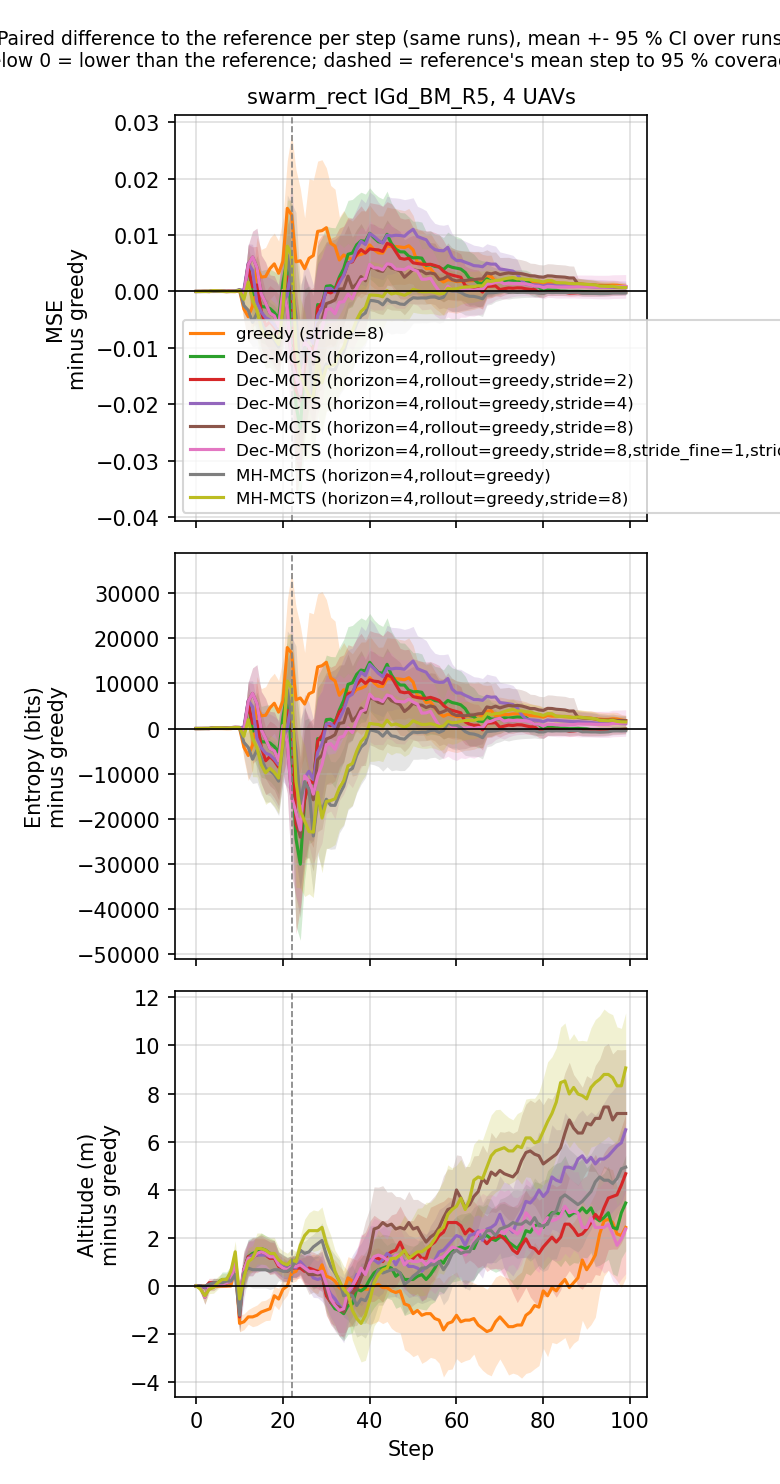 Paired difference to the reference per step (same runs), mean +- 95 % CI over runs
low 0 = lower than the reference; dashed = reference's mean step to 95 %
swarm_rect IGd_BM_R5, 4 UAVs
0.03
0.02
0.01
0.00
−0.01
−0.02
−0.03
−0.04
MSE
minus greedy
greedy (stride=8)
Dec-MCTS (horizon=4,rollout=greedy)
Dec-MCTS (horizon=4,rollout=greedy,stride=2)
Dec-MCTS (horizon=4,rollout=greedy,stride=4)
Dec-MCTS (horizon=4,rollout=greedy,stride=8)
Dec-MCTS (horizon=4,rollout=greedy,stride=8,stride_fine=1,stri
MH-MCTS (horizon=4,rollout=greedy)
MH-MCTS (horizon=4,rollout=greedy,stride=8)
30000
20000
10000
0
−10000
−20000
−30000
−40000
−50000
Entropy (bits)
minus greedy
12
10
8
6
4
2
0
−2
−4
Altitude (m)
minus greedy
0 20 40 60 80 100
Step